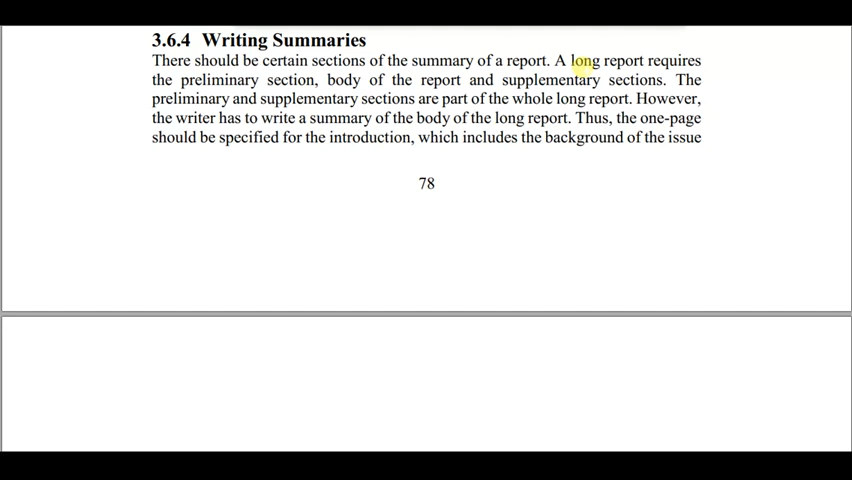 3.6.4 Writing Summaries
There should be certain sections of the summary of a report. A long report requires
the preliminary section, body of the report and supplementary sections. The
preliminary and supplementary sections are part of the whole long report. However,
the writer has to write a summary of the body of the long report. Thus, the one-page
should be specified for the introduction, which includes the background of the issue
78